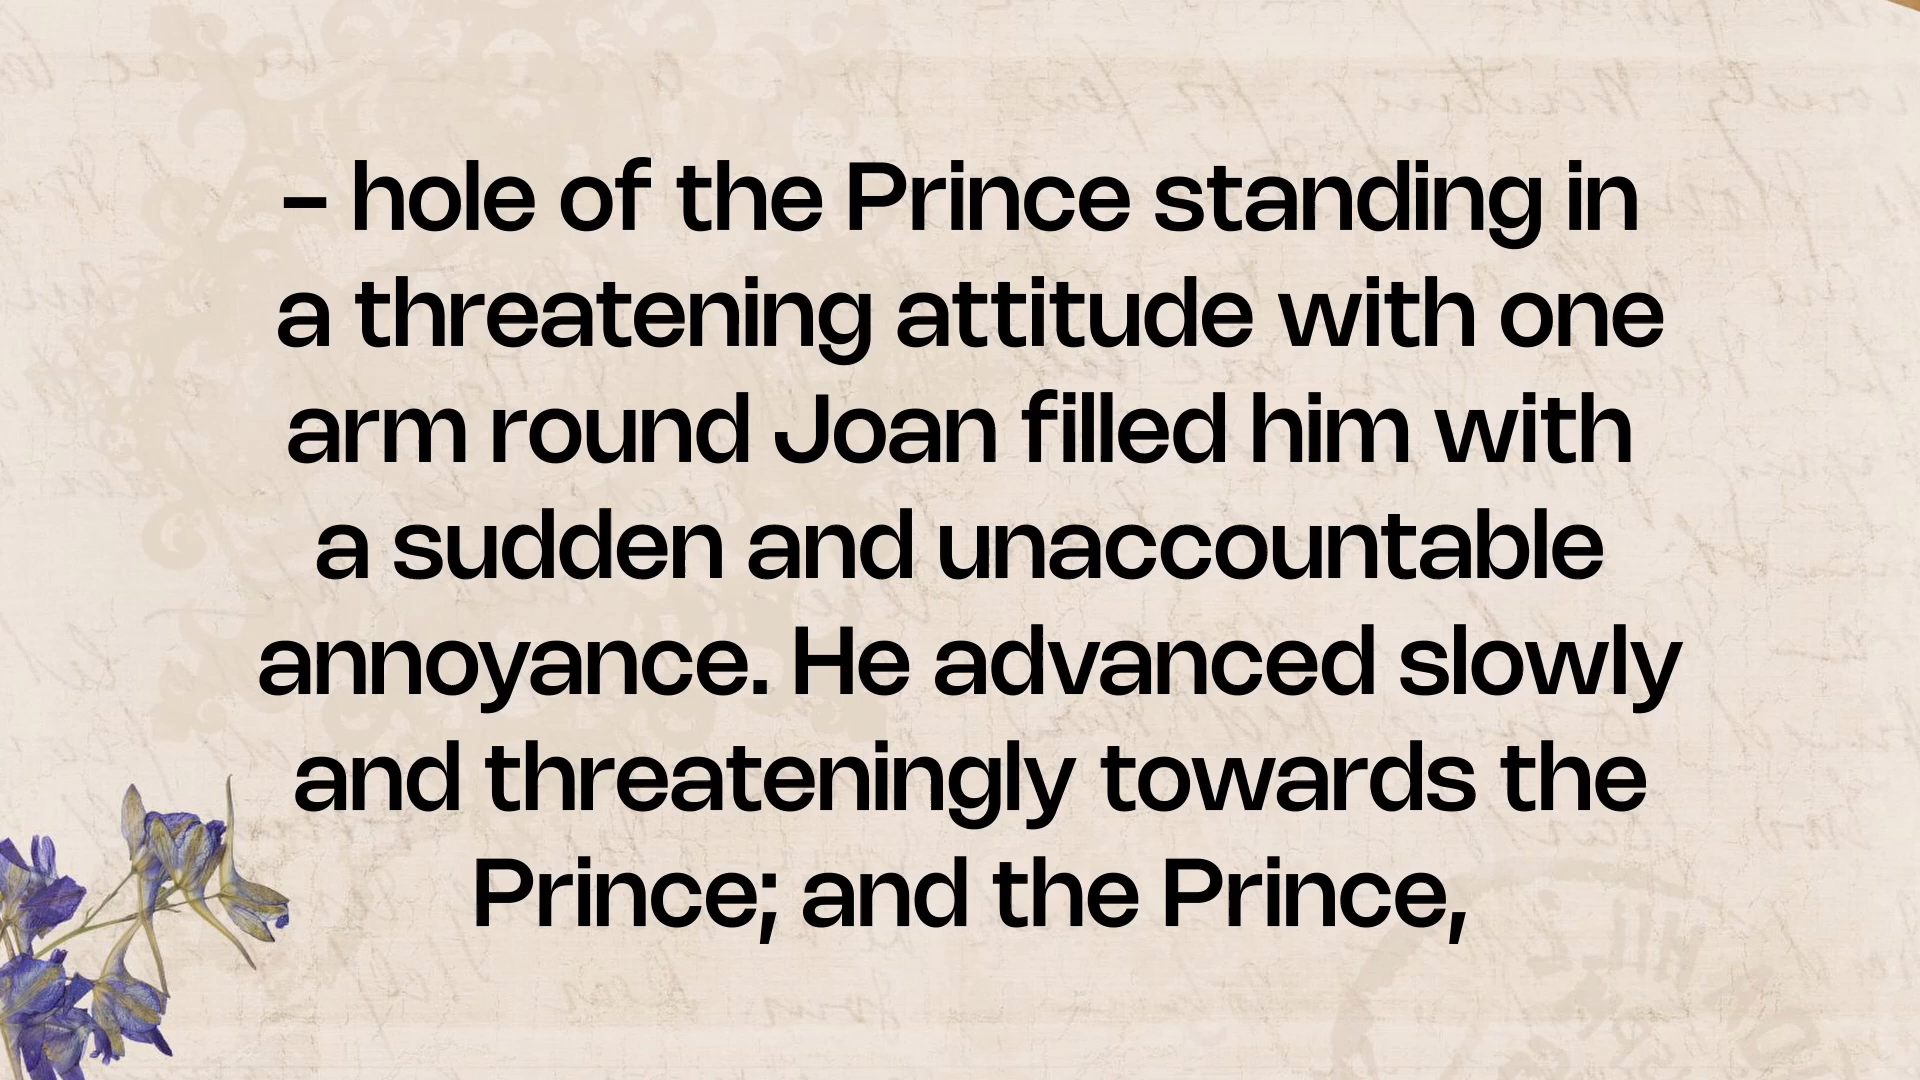 – hole of the Prince standing in
a threatening attitude with one
arm round Joan filled him with
a sudden and unaccountable
annoyance. He advanced slowly
and threateningly towards the
Prince; and the Prince,